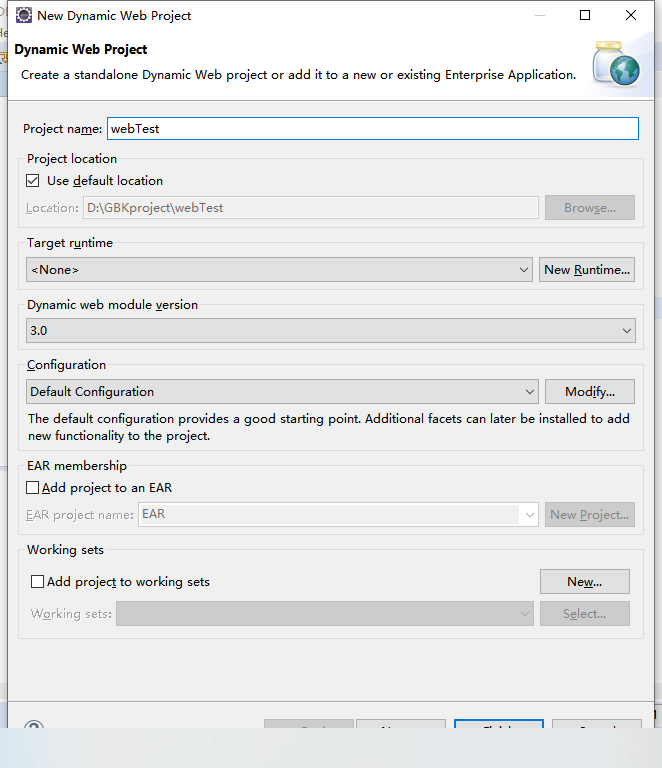 New Dynamic Web Project
Dynamic Web Project
Create a standalone Dynamic Web project or add it to a new or existing Enterprise Application.
Project name: webTest
Project location
Use default location
Location: D:\GBKproject\webTest Browse...
Target runtime
<None> New Runtime...
Dynamic web module version
3.0
Configuration
Default Configuration Modify...
The default configuration provides a good starting point. Additional facets can later be installed to add
new functionality to the project.
EAR membership
Add project to an EAR
EAR project name: EAR New Project...
Working sets
Add project to working sets New...
Working sets: Select...